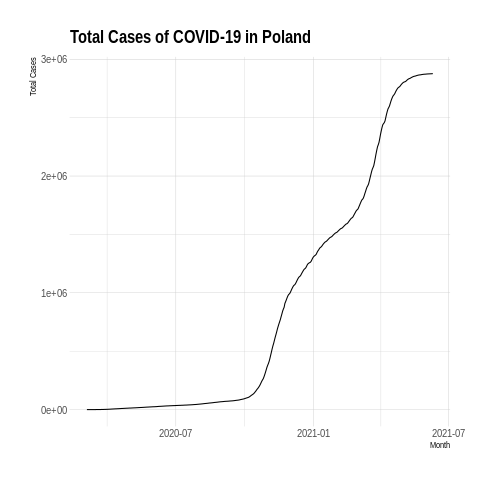 Total Cases of COVID-19 in Poland
Total Cases
3e+06
2e+06
1e+06
0e+00
2020-07
2021-01
2021-07
Month